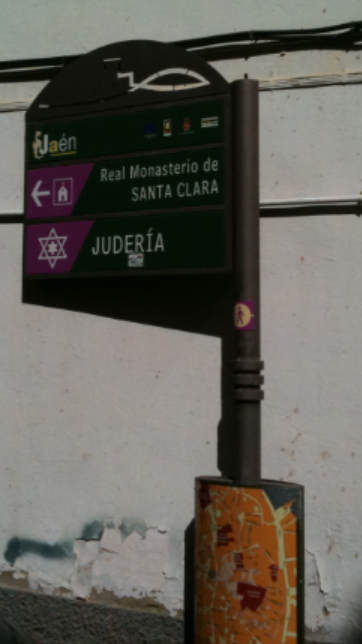 Jaén
Real Monasterio de
SANTA CLARA
JUDERÍA